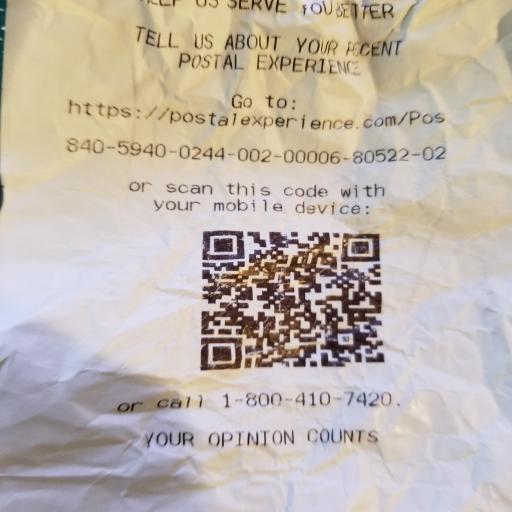 HELP US SERVE YOU BETTER
TELL US ABOUT YOUR RECENT
POSTAL EXPERIENCE
Go to:
https://postalexperience.com/Pos
840-5940-0244-002-00006-80522-02
or scan this code with
your mobile device:
or call 1-800-410-7420.
YOUR OPINION COUNTS